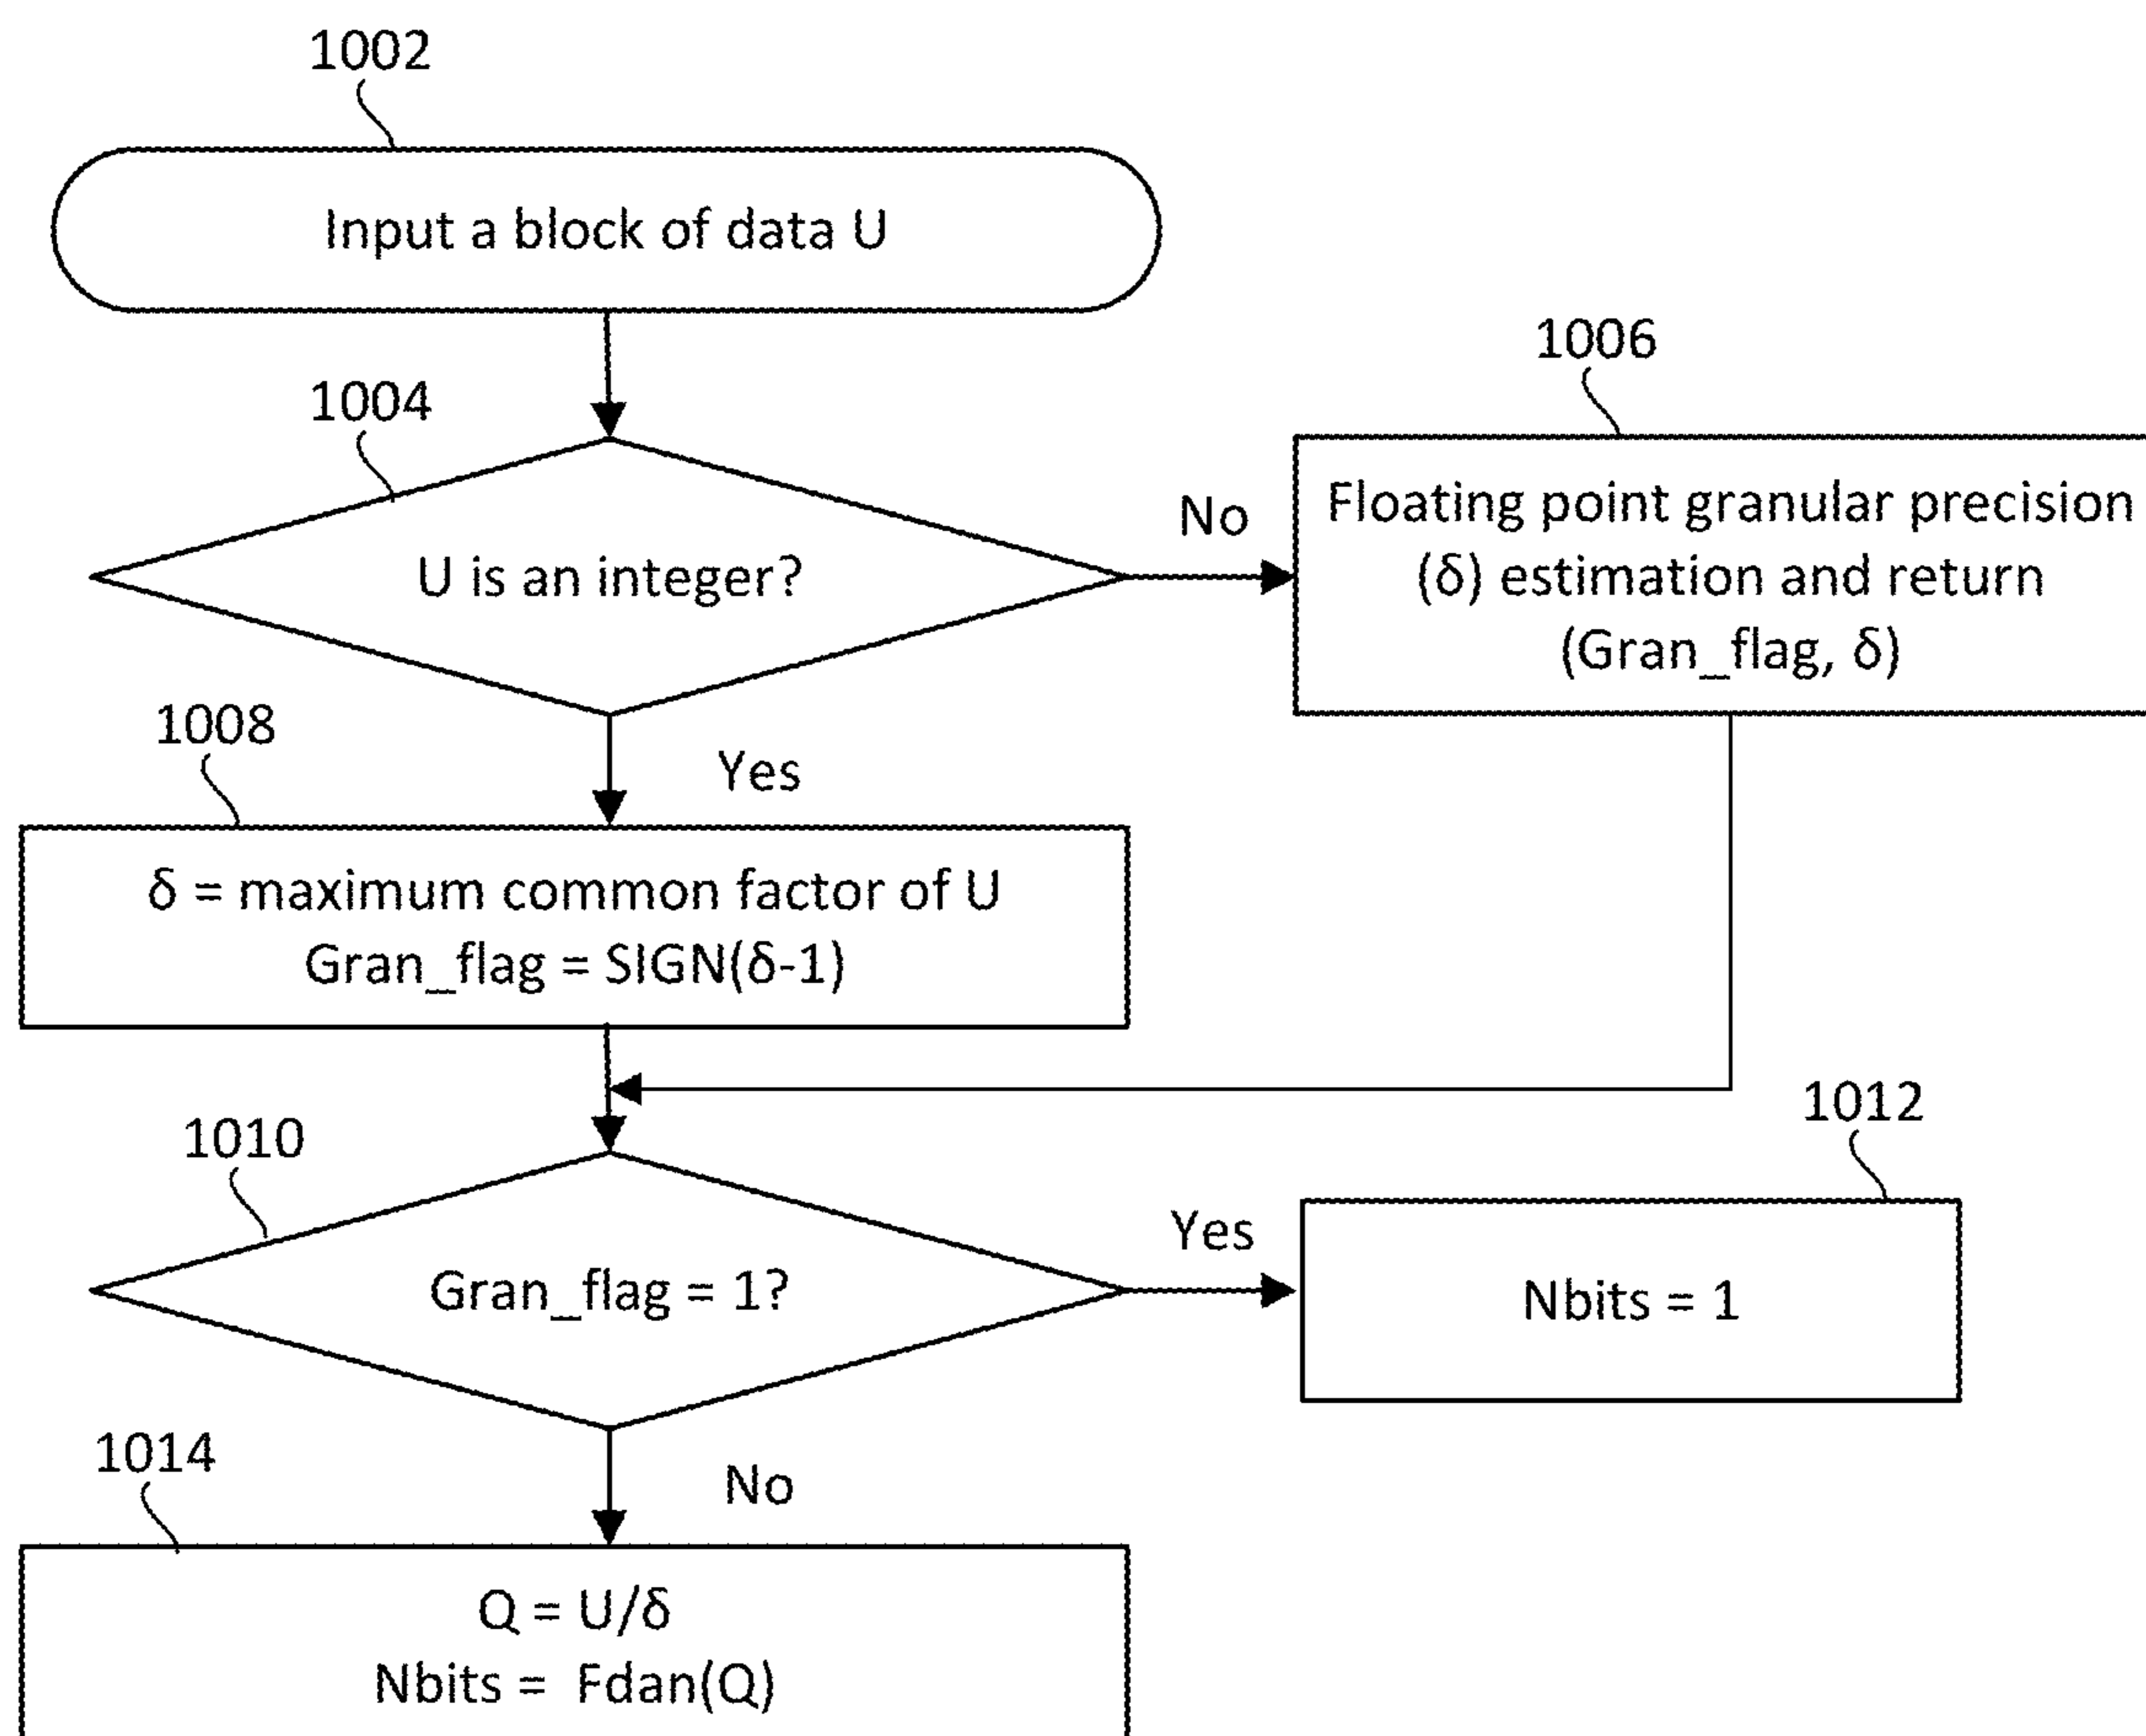 1002
Input a block of data U
1004
U is an integer?
No
1006
Floating point granular precision
(δ) estimation and return
(Gran_flag, δ)
Yes
1008
δ = maximum common factor of U
Gran_flag = SIGN(δ-1)
1010
Gran_flag = 1?
Yes
1012
Nbits = 1
No
1014
Q = U/δ
Nbits = Fdan(Q)